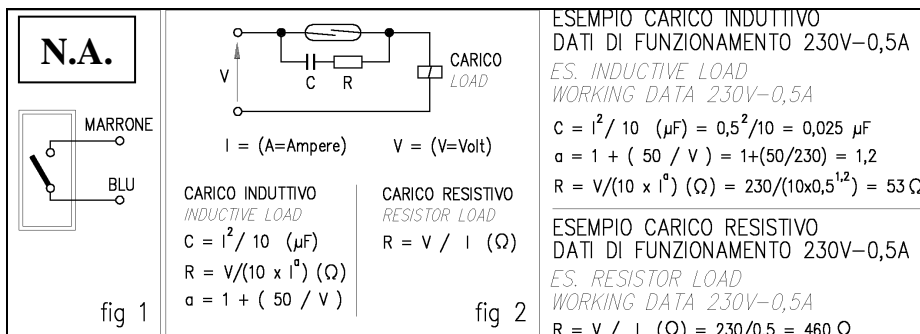 N.A.
MARRONE
BLU
fig 1
V
C R
CARICO
LOAD
I = (A=Ampere) V = (V=Volt)
CARICO INDUTTIVO
INDUCTIVE LOAD
C = I²/ 10 (μF)
R = V/(10 x Iᵃ) (Ω)
a = 1 + ( 50 / V )
CARICO RESISTIVO
RESISTOR LOAD
R = V / I (Ω)
fig 2
ESEMPIO CARICO INDUTTIVO
DATI DI FUNZIONAMENTO 230V-0,5A
ES. INDUCTIVE LOAD
WORKING DATA 230V-0,5A
C = I²/ 10 (μF) = 0,5²/10 = 0,025 μF
a = 1 + ( 50 / V ) = 1+(50/230) = 1,2
R = V/(10 x Iᵃ) (Ω) = 230/(10x0,5¹,²) = 53 Ω
ESEMPIO CARICO RESISTIVO
DATI DI FUNZIONAMENTO 230V-0,5A
ES. RESISTOR LOAD
WORKING DATA 230V-0,5A
R = V / I (Ω) = 230/0,5 = 460 Ω